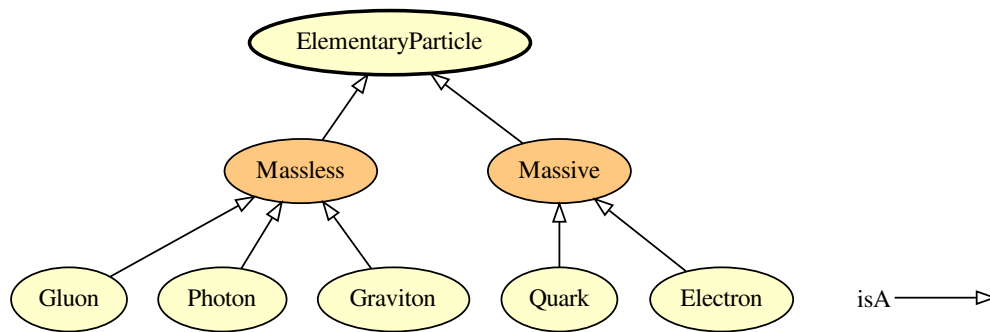 ElementaryParticle
Massless
Massive
Gluon
Photon
Graviton
Quark
Electron
isA